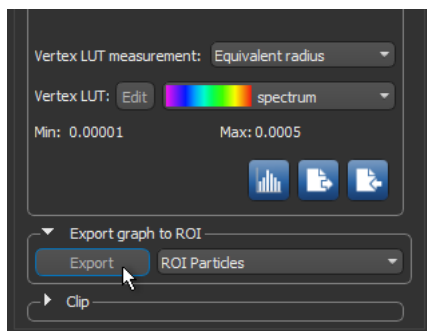 Vertex LUT measurement: Equivalent radius
Vertex LUT: Edit spectrum
Min: 0.00001 Max: 0.0005
Export graph to ROI
Export ROI Particles
Clip